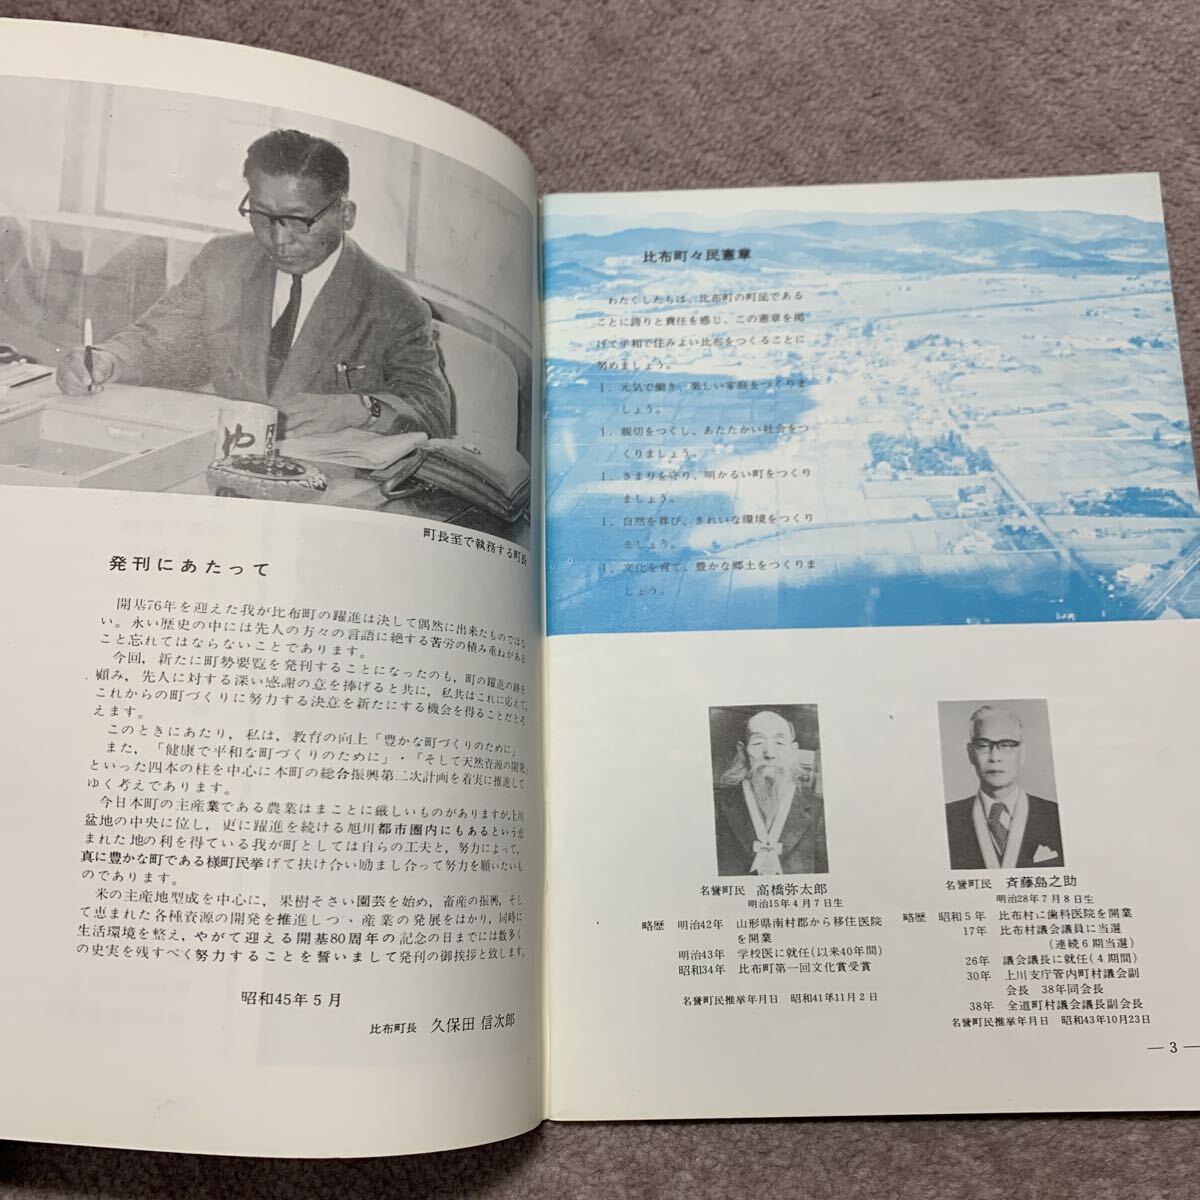 町長室で執務する町長
発刊にあたって
開基76年を迎えた我が比布町の躍進は決して偶然に出来たものではな
い。永い歴史の中には先人の方々の言語に絶する苦労の積み重ねがある
こと忘れてはならないことであります。
今回，新たに町勢要覧を発刊することになったのも，町の躍進の跡を
顧み，先人に対する深い感謝の意を捧げると共に，私共はこれに応えて，
これからの町づくりに努力する決意を新たにする機会を得ることだと考
えます。
このときにあたり，私は，教育の向上「豊かな町づくりのために」
また，「健康で平和な町づくりのために」・「そして天然資源の開発」
といった四本の柱を中心に本町の総合振興第二次計画を着実に推進して
ゆく考えであります。
今日本町の主産業である農業はまことに厳しいものがありますが，上川
盆地の中央に位し，更に躍進を続ける旭川都市圏内にもあるという恵
まれた地の利を得ている我が町としては自らの工夫と，努力によって，
真に豊かな町である様町民挙げて扶け合い励まし合って努力を願いたいも
のであります。
米の主産地型成を中心に，果樹そさい園芸を始め，畜産の振興，そし
て恵まれた各種資源の開発を推進しつゝ産業の発展をはかり，同時に
生活環境を整え，やがて迎える開基80周年の記念の日までには数多く
の史実を残すべく努力することを誓いまして発刊の御挨拶と致します。
昭和45年5月
比布町長 久保田 信次郎
比布町々民憲章
わたくしたちは、比布町の町民である
ことに誇りと責任を感じ、この憲章を掲
げて平和で住みよい比布をつくることに
努めましょう。
1．元気で働き、楽しい家庭をつくりま
しょう。
1．親切をつくし、あたたかい社会をつ
くりましょう。
1．きまりを守り、明かるい町をつくり
ましょう。
1．自然を尊び、きれいな環境をつくり
ましょう。
1．文化を育て、豊かな郷土をつくりま
しょう。
名誉町民 高橋弥太郎
明治15年4月7日生
略歴 明治42年 山形県南村郡から移住医院
を開業
明治43年 学校医に就任(以来40年間)
昭和34年 比布町第一回文化賞受賞
名誉町民推挙年月日 昭和41年11月2日
名誉町民 斉藤島之助
明治28年7月8日生
略歴 昭和5年 比布村に歯科医院を開業
17年 比布村議会議員に当選
(連続6期当選)
26年 議会議長に就任(4期間)
30年 上川支庁管内町村議会副
会長 38年同会長
38年 全道町村議会議長副会長
名誉町民推挙年月日 昭和43年10月23日
— 3 —